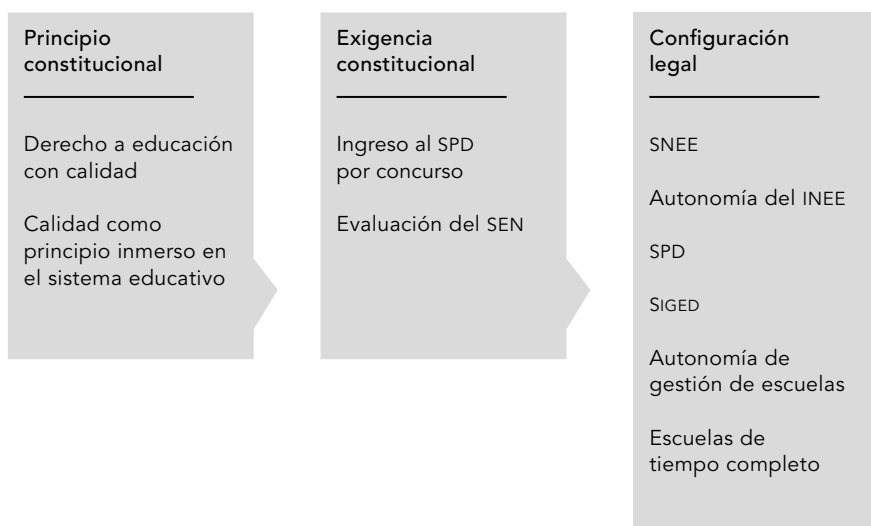 Principio
constitucional
Derecho a educación
con calidad
Calidad como
principio inmerso en
el sistema educativo
Exigencia
constitucional
Ingreso al SPD
por concurso
Evaluación del SEN
Configuración
legal
SNEE
Autonomía del INEE
SPD
SIGED
Autonomía de
gestión de escuelas
Escuelas de
tiempo completo